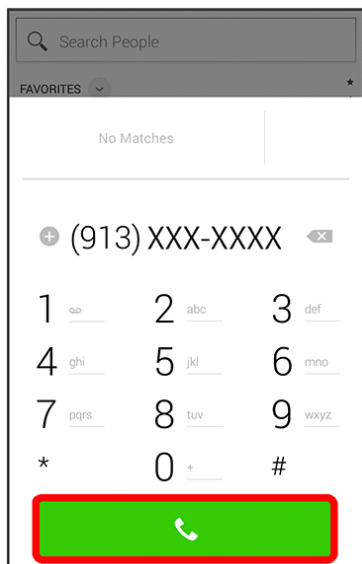 Search People
FAVORITES
No Matches
(913) XXX-XXXX
1 2 abc 3 def
4 ghi 5 jkl 6 mno
7 pqrs 8 tuv 9 wxyz
* 0 + #